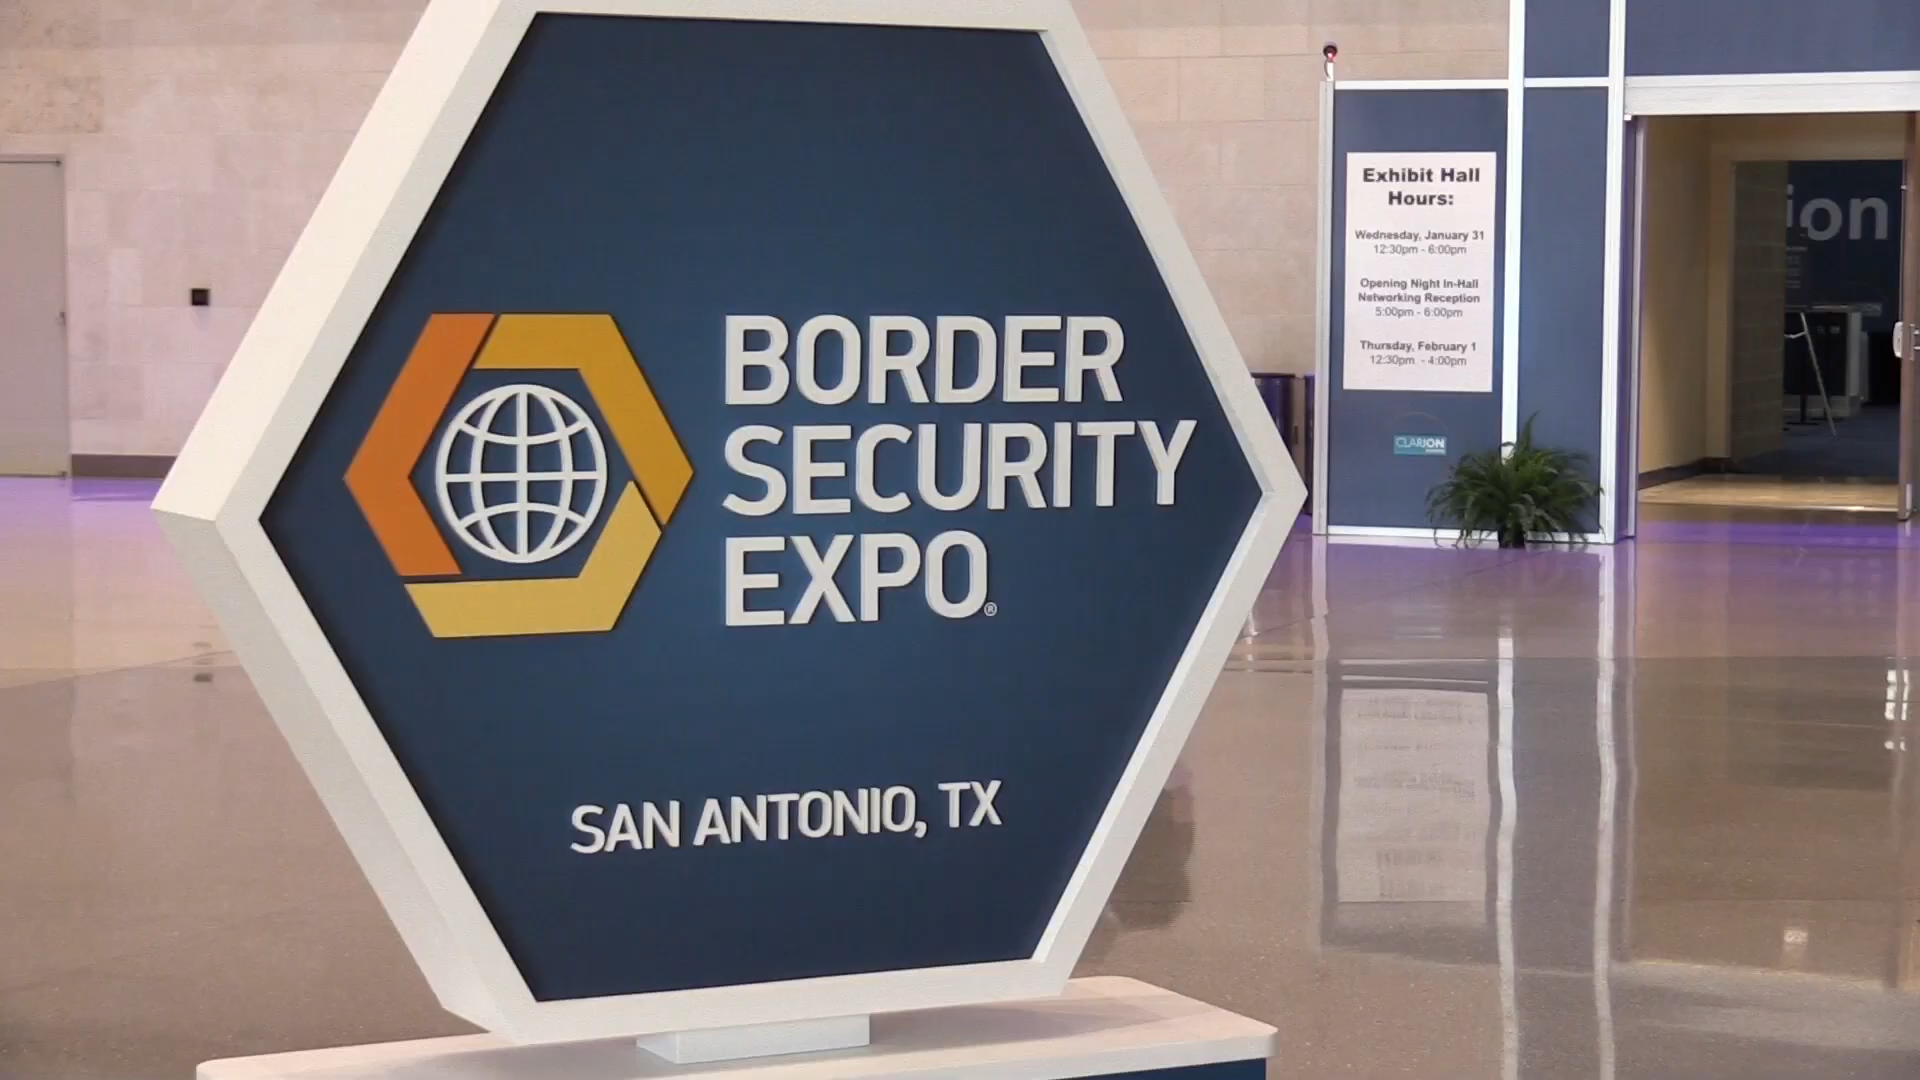 BORDER
SECURITY
EXPO®
SAN ANTONIO, TX
Exhibit Hall
Hours:
Wednesday, January 31
12:30pm - 6:00pm
Opening Night In-Hall
Networking Reception
5:00pm - 6:00pm
Thursday, February 1
12:30pm - 4:00pm
CLARION
ion